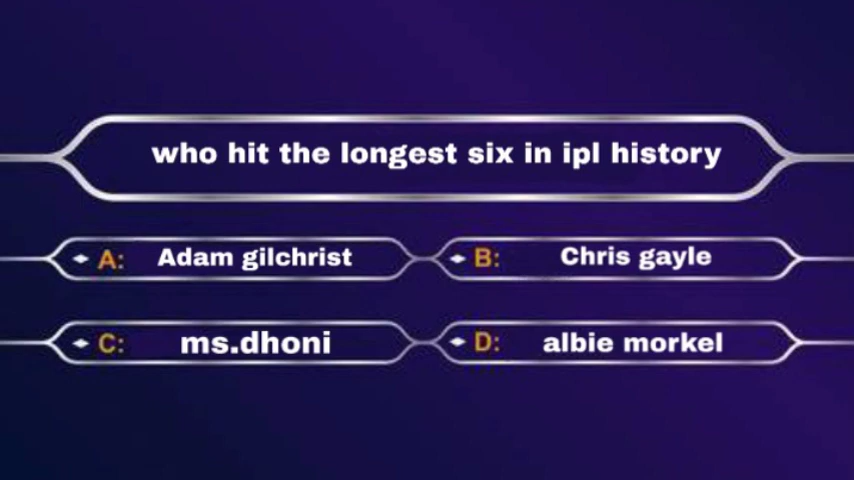 who hit the longest six in ipl history
A: Adam gilchrist
B: Chris gayle
C: ms.dhoni
D: albie morkel